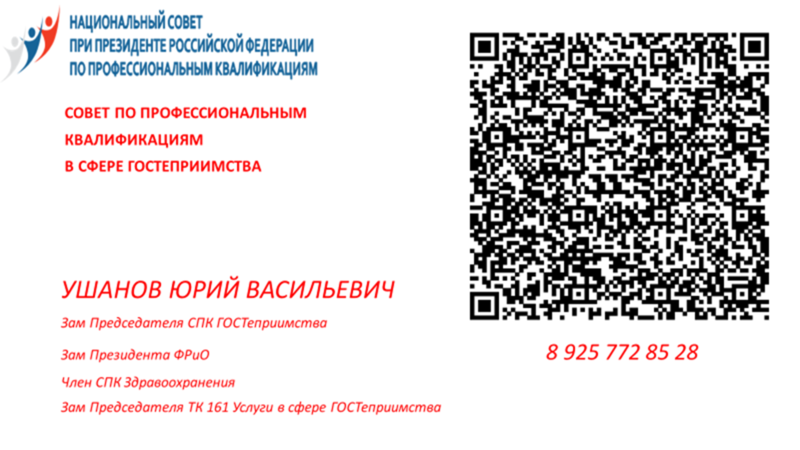 НАЦИОНАЛЬНЫЙ СОВЕТ
ПРИ ПРЕЗИДЕНТЕ РОССИЙСКОЙ ФЕДЕРАЦИИ
ПО ПРОФЕССИОНАЛЬНЫМ КВАЛИФИКАЦИЯМ
СОВЕТ ПО ПРОФЕССИОНАЛЬНЫМ
КВАЛИФИКАЦИЯМ
В СФЕРЕ ГОСТЕПРИИМСТВА
УШАНОВ ЮРИЙ ВАСИЛЬЕВИЧ
Зам Председателя СПК ГОСТеприимства
Зам Президента ФРиО
Член СПК Здравоохранения
Зам Председателя ТК 161 Услуги в сфере ГОСТеприимства
8 925 772 85 28